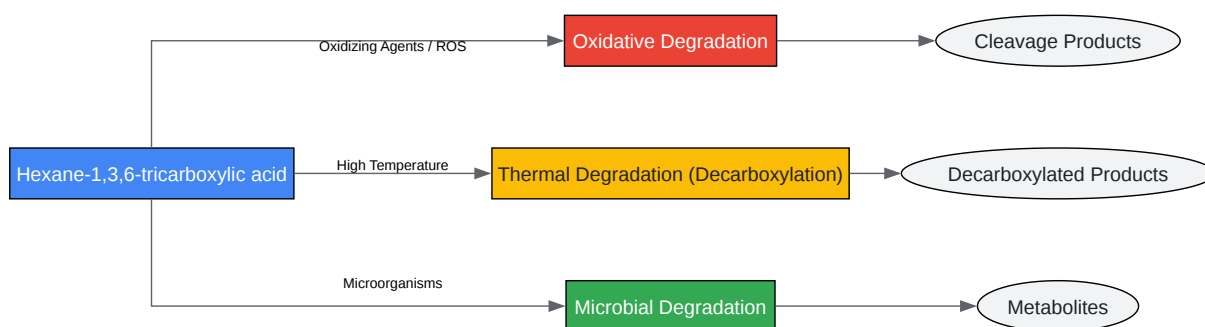 Oxidizing Agents / ROS
Oxidative Degradation
Cleavage Products
Hexane-1,3,6-tricarboxylic acid
High Temperature
Thermal Degradation (Decarboxylation)
Decarboxylated Products
Microorganisms
Microbial Degradation
Metabolites